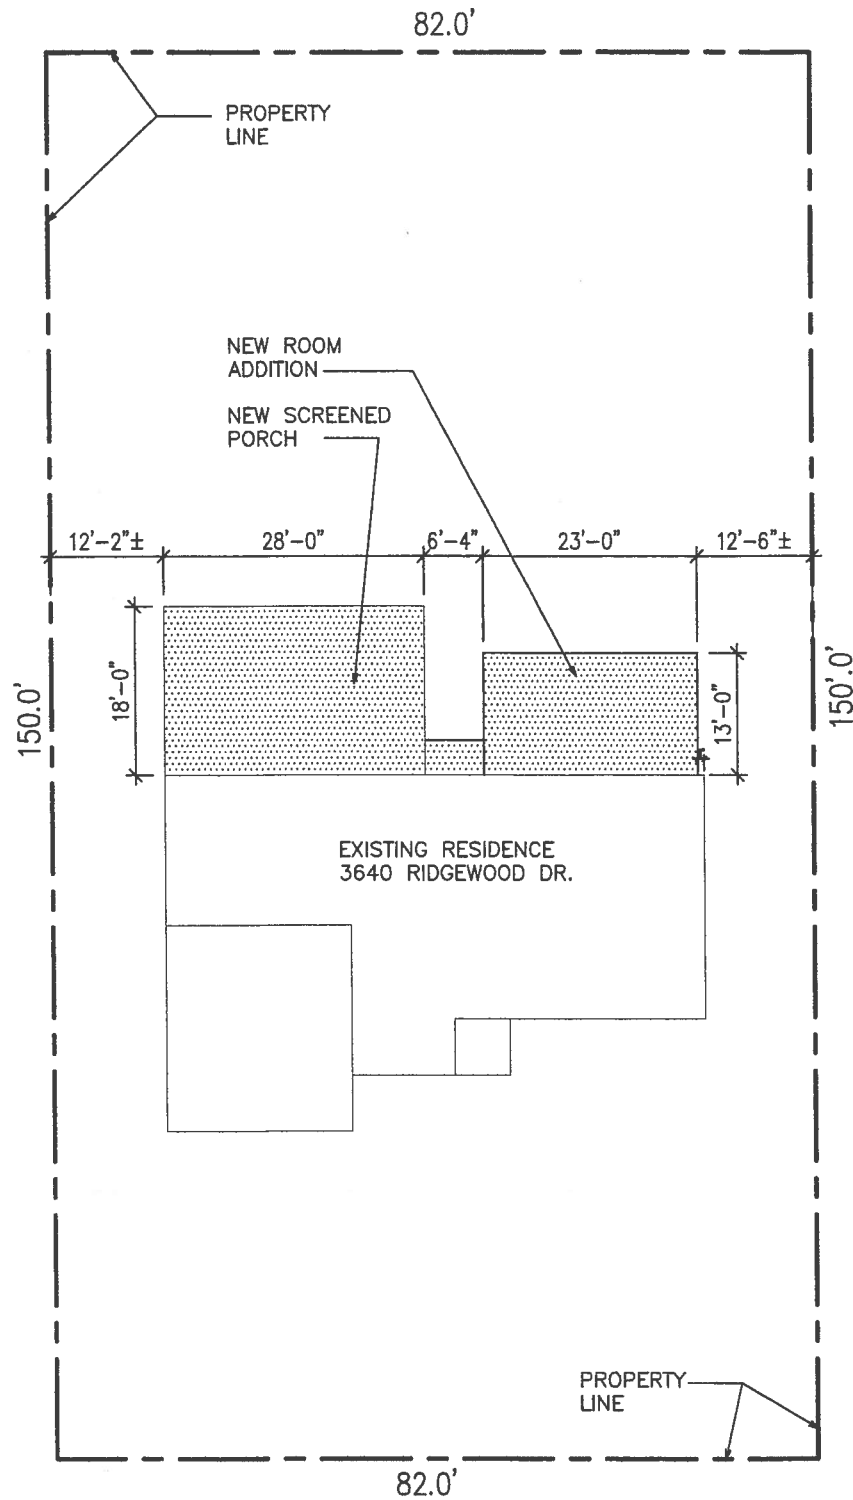 82.0'
PROPERTY
LINE
NEW ROOM
ADDITION
NEW SCREENED
PORCH
12'-2"±
28'-0"
6'-4"
23'-0"
12'-6"±
18'-0"
13'-0"
150.0'
150'.0'
EXISTING RESIDENCE
3640 RIDGEWOOD DR.
PROPERTY
LINE
82.0'